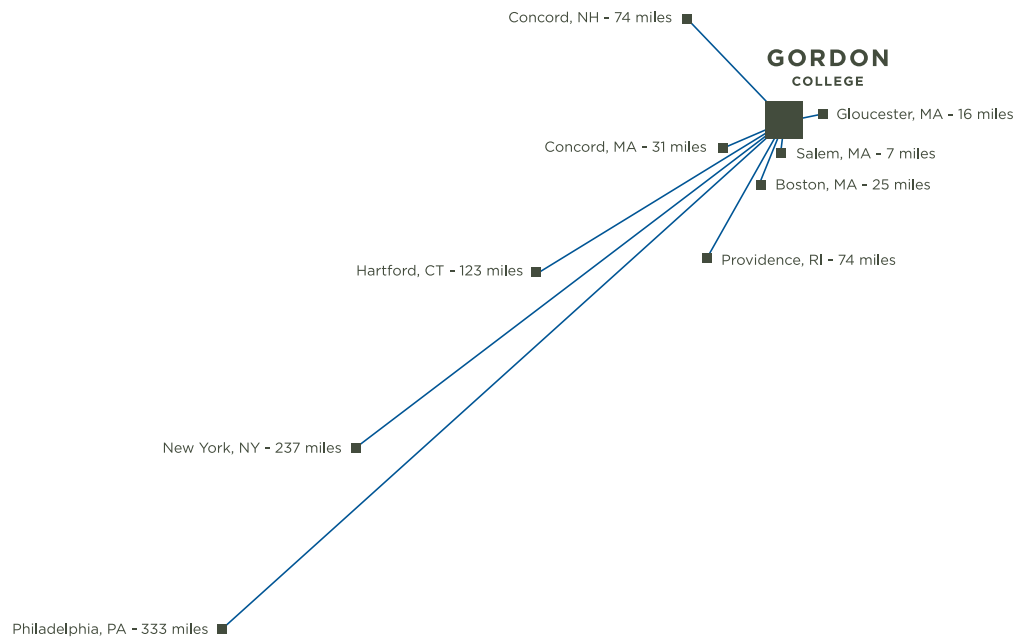 Concord, NH – 74 miles
GORDON
COLLEGE
Gloucester, MA – 16 miles
Concord, MA – 31 miles
Salem, MA – 7 miles
Boston, MA – 25 miles
Providence, RI – 74 miles
Hartford, CT – 123 miles
New York, NY – 237 miles
Philadelphia, PA – 333 miles